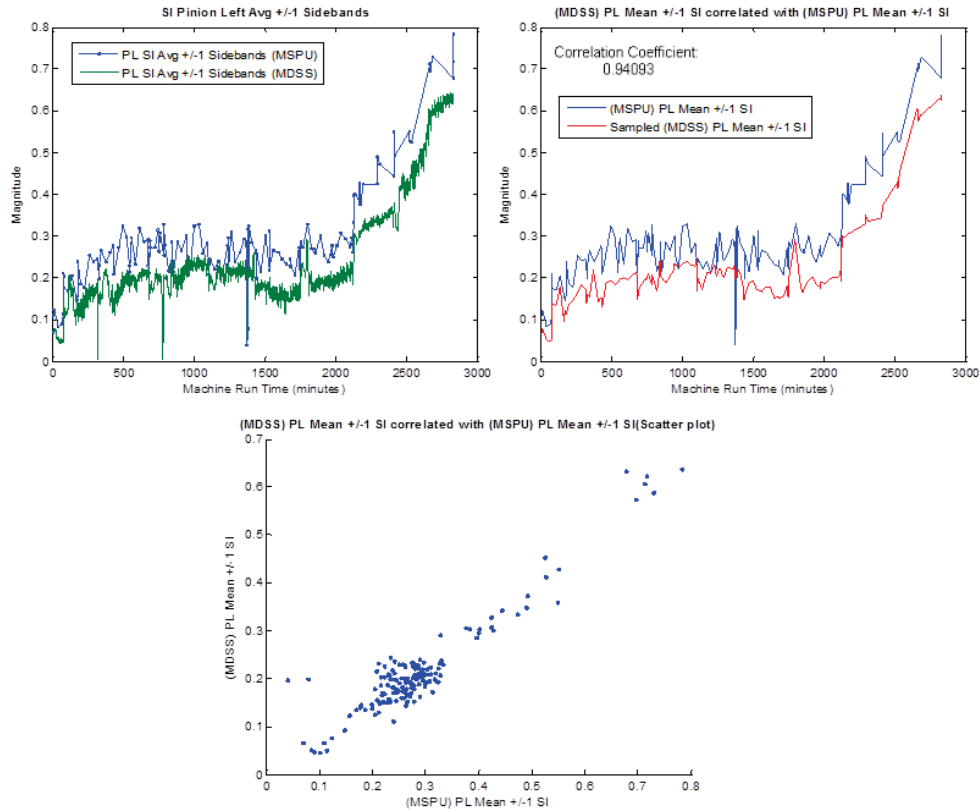 SI Pinion Left Avg +/-1 Sidebands
PL SI Avg +/-1 Sidebands (MSPU)
PL SI Avg +/-1 Sidebands (MDSS)
Magnitude
0.8
0.7
0.6
0.5
0.4
0.3
0.2
0.1
0
0 500 1000 1500 2000 2500 3000
Machine Run Time (minutes)
(MDSS) PL Mean +/-1 SI correlated with (MSPU) PL Mean +/-1 SI
Correlation Coefficient:
0.94093
(MSPU) PL Mean +/-1 SI
Sampled (MDSS) PL Mean +/-1 SI
Magnitude
0.8
0.7
0.6
0.5
0.4
0.3
0.2
0.1
0
0 500 1000 1500 2000 2500 3000
Machine Run Time (minutes)
(MDSS) PL Mean +/-1 SI correlated with (MSPU) PL Mean +/-1 SI(Scatter plot)
(MDSS) PL Mean +/-1 SI
0.7
0.6
0.5
0.4
0.3
0.2
0.1
0
0 0.1 0.2 0.3 0.4 0.5 0.6 0.7 0.8
(MSPU) PL Mean +/-1 SI